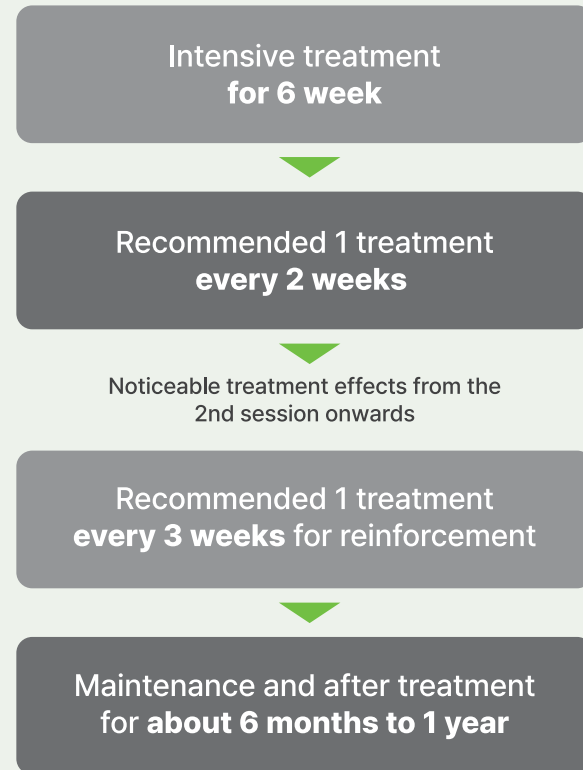 Intensive treatment
for 6 week
Recommended 1 treatment
every 2 weeks
Noticeable treatment effects from the
2nd session onwards
Recommended 1 treatment
every 3 weeks for reinforcement
Maintenance and after treatment
for about 6 months to 1 year